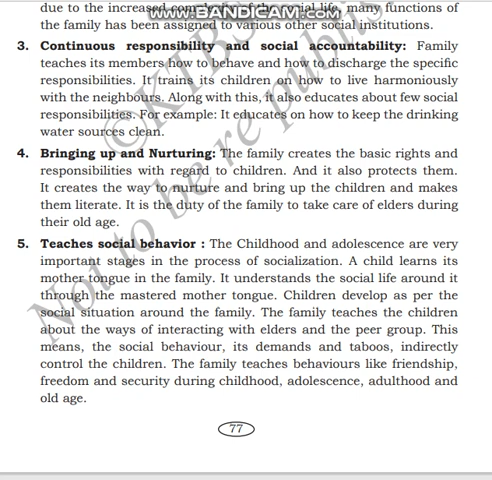 due to the increased complexity of the social life, many functions of
www.BANDICAM.com
the family has been assigned to various other social institutions.
3. Continuous responsibility and social accountability: Family
teaches its members how to behave and how to discharge the specific
responsibilities. It trains its children on how to live harmoniously
with the neighbours. Along with this, it also educates about few social
responsibilities. For example: It educates on how to keep the drinking
water sources clean.
4. Bringing up and Nurturing: The family creates the basic rights and
responsibilities with regard to children. And it also protects them.
It creates the way to nurture and bring up the children and makes
them literate. It is the duty of the family to take care of elders during
their old age.
5. Teaches social behavior : The Childhood and adolescence are very
important stages in the process of socialization. A child learns its
mother tongue in the family. It understands the social life around it
through the mastered mother tongue. Children develop as per the
social situation around the family. The family teaches the children
about the ways of interacting with elders and the peer group. This
means, the social behaviour, its demands and taboos, indirectly
control the children. The family teaches behaviours like friendship,
freedom and security during childhood, adolescence, adulthood and
old age.
77
©KTBS
Not to be re publis